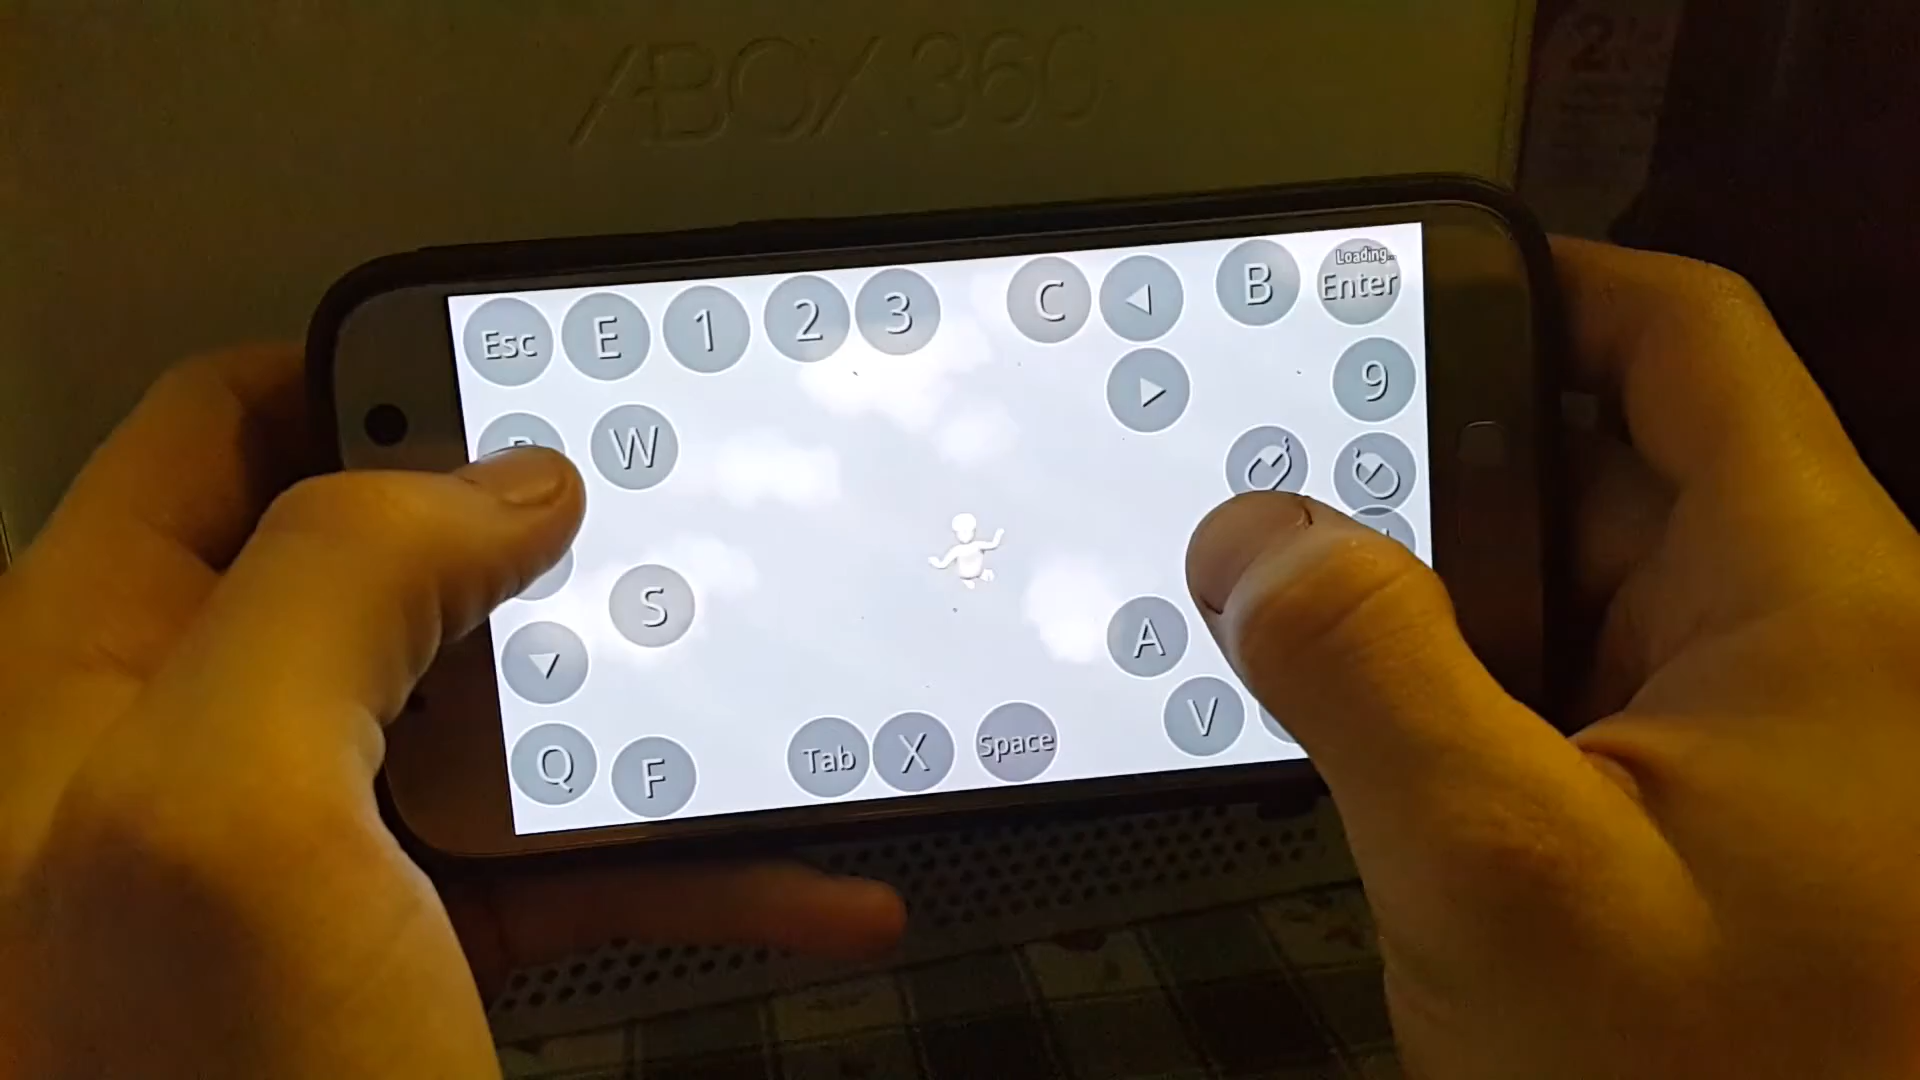 XBOX 360
Loading...
Esc E 1 2 3 C B Enter
9
W
S
A
V
Q F Tab X Space